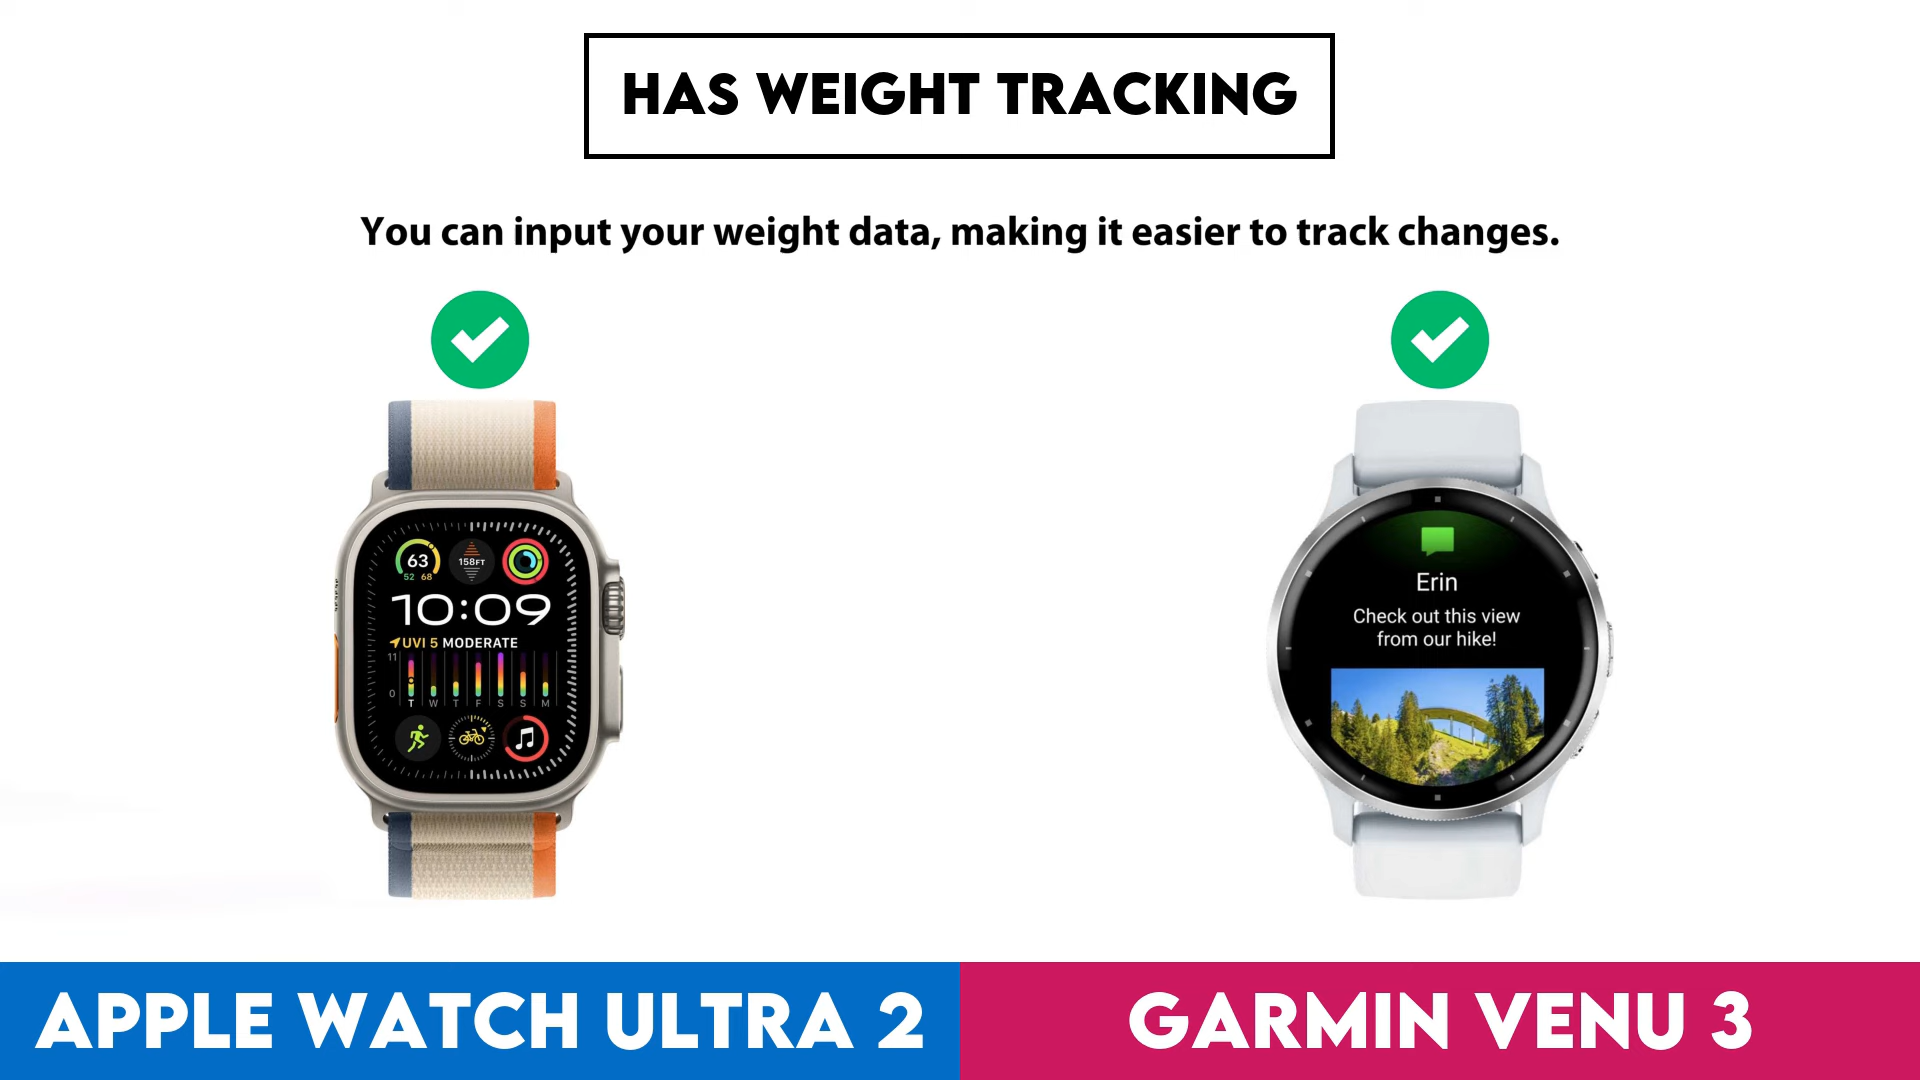 HAS WEIGHT TRACKING
You can input your weight data, making it easier to track changes.
63
52 68
158FT
10:09
UVI 5 MODERATE
11
0
T W T F S S M
Erin
Check out this view
from our hike!
APPLE WATCH ULTRA 2
GARMIN VENU 3